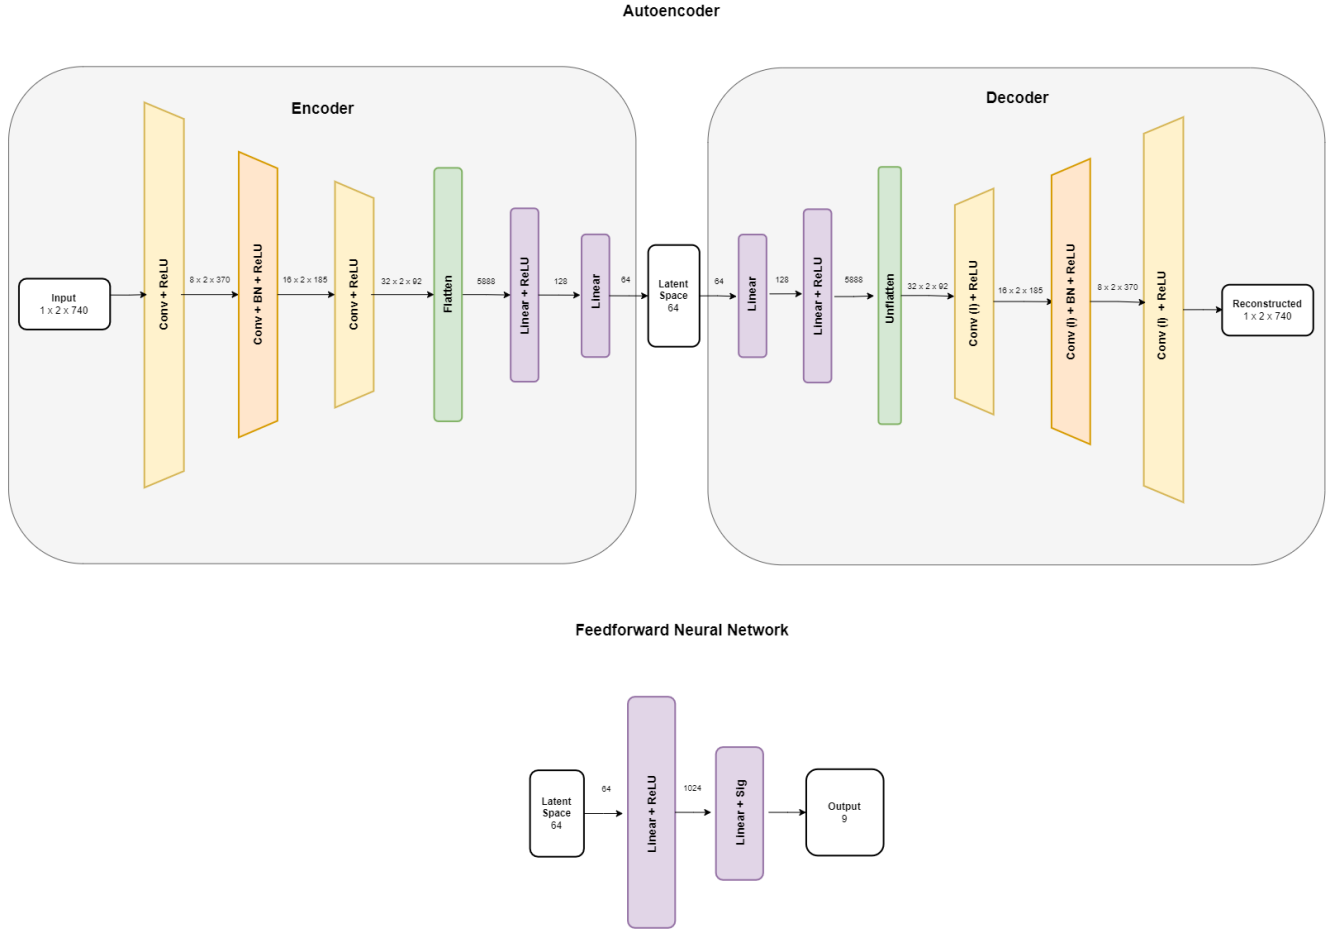 Autoencoder
Encoder
Input
1 x 2 x 740
Conv + ReLU
8 x 2 x 370
Conv + BN + ReLU
16 x 2 x 185
Conv + ReLU
32 x 2 x 92
Flatten
5888
Linear + ReLU
128
Linear
64
Latent
Space
64
Decoder
64
Linear
128
Linear + ReLU
5888
Unflatten
32 x 2 x 92
Conv (I) + ReLU
16 x 2 x 185
Conv (I) + BN + ReLU
8 x 2 x 370
Conv (I) + ReLU
Reconstructed
1 x 2 x 740
Feedforward Neural Network
Latent
Space
64
64
Linear + ReLU
1024
Linear + Sig
Output
9